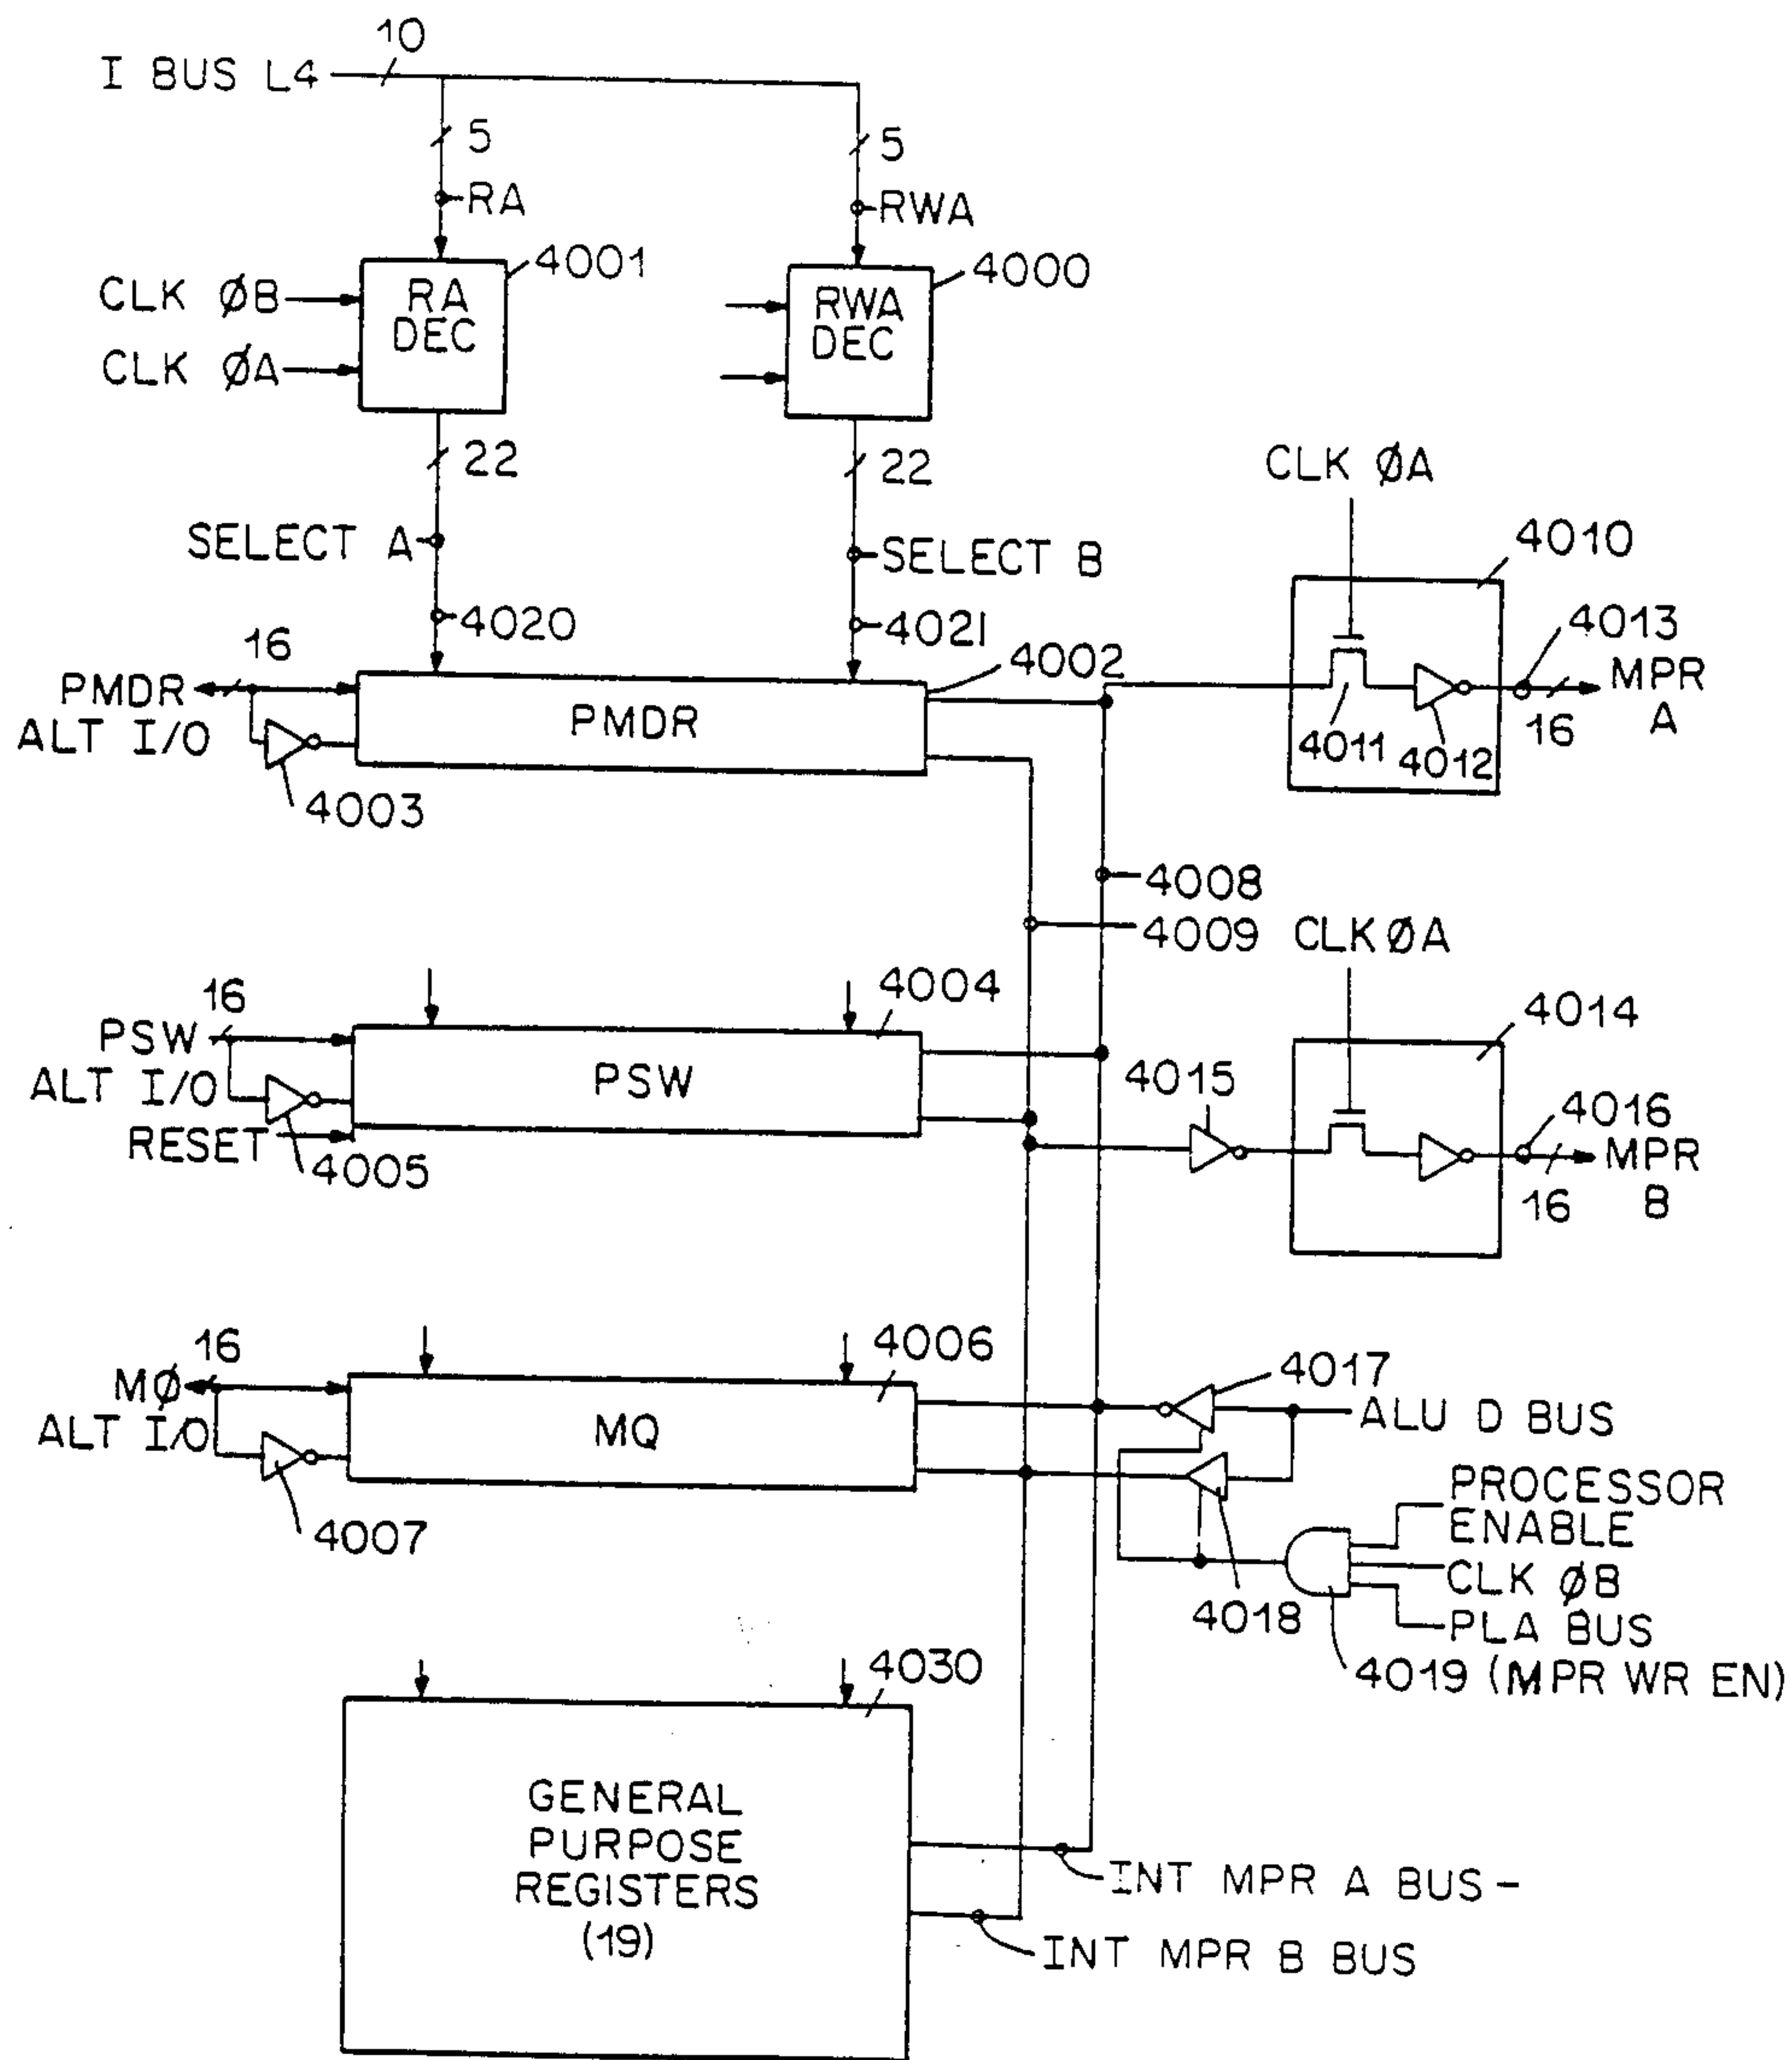 10
I BUS L4
5
5
RA
RWA
4001
4000
CLK ØB
RA
DEC
RWA
DEC
CLK ØA
22
22
CLK ØA
SELECT A
SELECT B
4010
4020
4021
4013
16
4002
PMDR
ALT I/O
PMDR
MPR
A
4011
4012
16
4003
4008
4009
CLK ØA
16
4004
4014
PSW
ALT I/O
PSW
4015
4016
RESET
4005
MPR
B
16
16
4006
4017
MØ
ALT I/O
MQ
ALU D BUS
PROCESSOR
ENABLE
4007
CLK ØB
4018
PLA BUS
4019 (MPR WR EN)
4030
GENERAL
PURPOSE
REGISTERS
(19)
INT MPR A BUS -
INT MPR B BUS